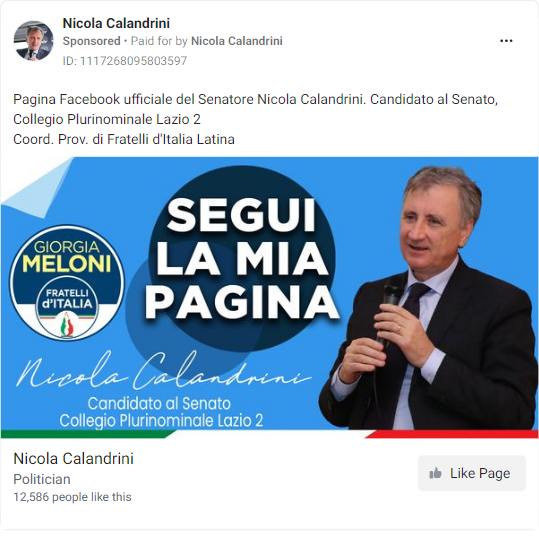 Nicola Calandrini
Sponsored • Paid for by Nicola Calandrini
ID: 1117268095803597
Pagina Facebook ufficiale del Senatore Nicola Calandrini. Candidato al Senato,
Collegio Plurinominale Lazio 2
Coord. Prov. di Fratelli d'Italia Latina
SEGUI
LA MIA
PAGINA
GIORGIA
MELONI
FRATELLI
d'ITALIA
Nicola Calandrini
Candidato al Senato
Collegio Plurinominale Lazio 2
Nicola Calandrini
Politician
12,586 people like this
Like Page